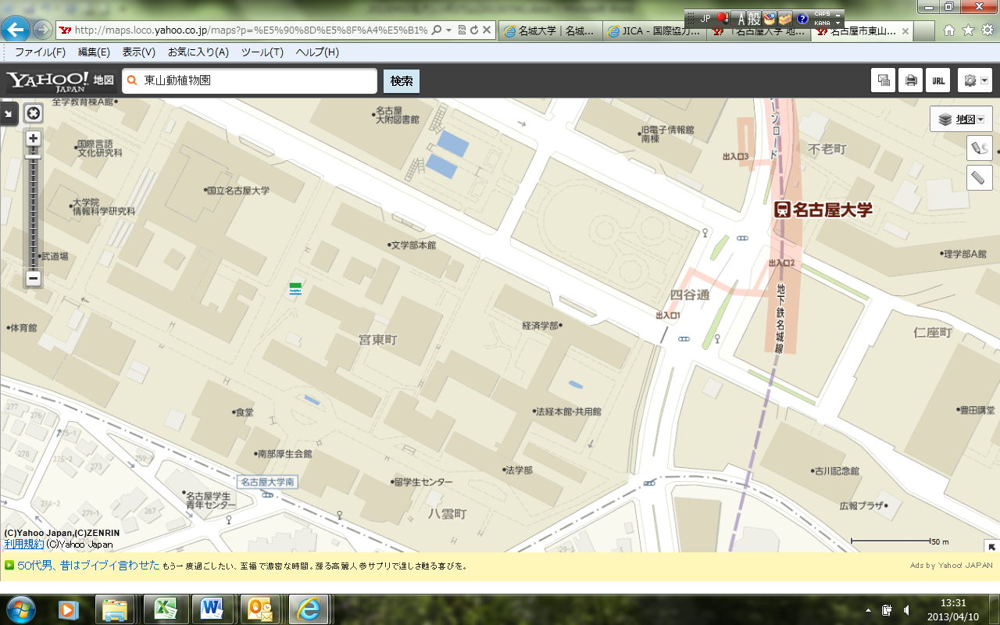 JP A 般 CAPS KANA
http://maps.loco.yahoo.co.jp/maps?p=%E5%90%8D%E5%8F%A4%E5%B1%
名城大学｜名城...
JICA - 国際協力...
「名古屋大学 地...
名古屋市東山...
ファイル(F) 編集(E) 表示(V) お気に入り(A) ツール(T) ヘルプ(H)
YAHOO! JAPAN 地図
東山動植物園
検索
URL
地図
全学教育棟A館
名古屋
大附図書館
IB電子情報館
南棟
ーンロード
不老町
出入口3
国際言語
文化研究科
国立名古屋大学
大学院
情報科学研究科
名古屋大学
武道場
文学部本館
理学部A館
出入口2
四谷通
地下鉄名城線
出入口1
経済学部
体育館
宮東町
仁座町
食堂
法経本館・共用館
豊田講堂
277
276
275-1
278
275-2
273
259-1
南部厚生会館
法学部
古川記念館
名古屋大学南
留学生センター
名古屋学生
青年センター
274-2
271-1
267
八雲町
広報プラザ
29-3
2-1
50 m
(C)Yahoo Japan,(C)ZENRIN
利用規約 (C)Yahoo Japan
50代男、昔はブイブイ言わせた もう一度過ごしたい、至福で濃密な時間。漲る高麗人参サプリで逞しさ甦る喜びを。
Ads by Yahoo! JAPAN
13:31
2013/04/10